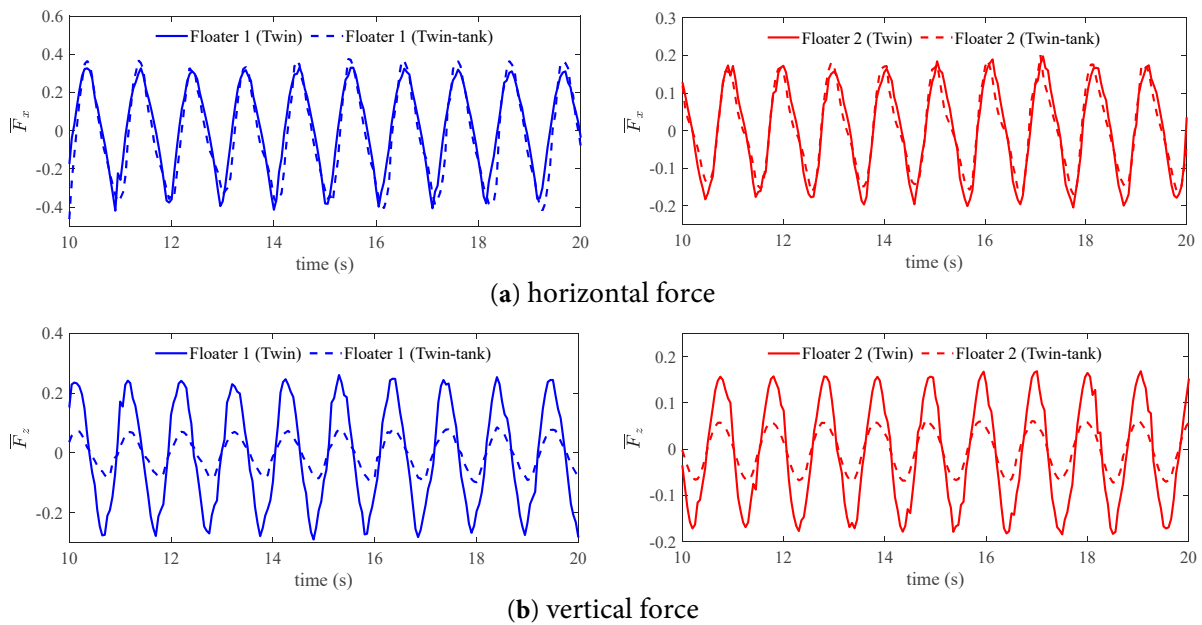 Floater 1 (Twin) Floater 1 (Twin-tank)
F̅x
0.6
0.4
0.2
0
-0.2
-0.4
10 12 14 16 18 20
time (s)
Floater 2 (Twin) Floater 2 (Twin-tank)
F̅x
0.3
0.2
0.1
0
-0.1
-0.2
10 12 14 16 18 20
time (s)
(a) horizontal force
Floater 1 (Twin) Floater 1 (Twin-tank)
F̅z
0.4
0.2
0
-0.2
10 12 14 16 18 20
time (s)
Floater 2 (Twin) Floater 2 (Twin-tank)
F̅z
0.2
0.1
0
-0.1
0.2
10 12 14 16 18 20
time (s)
(b) vertical force